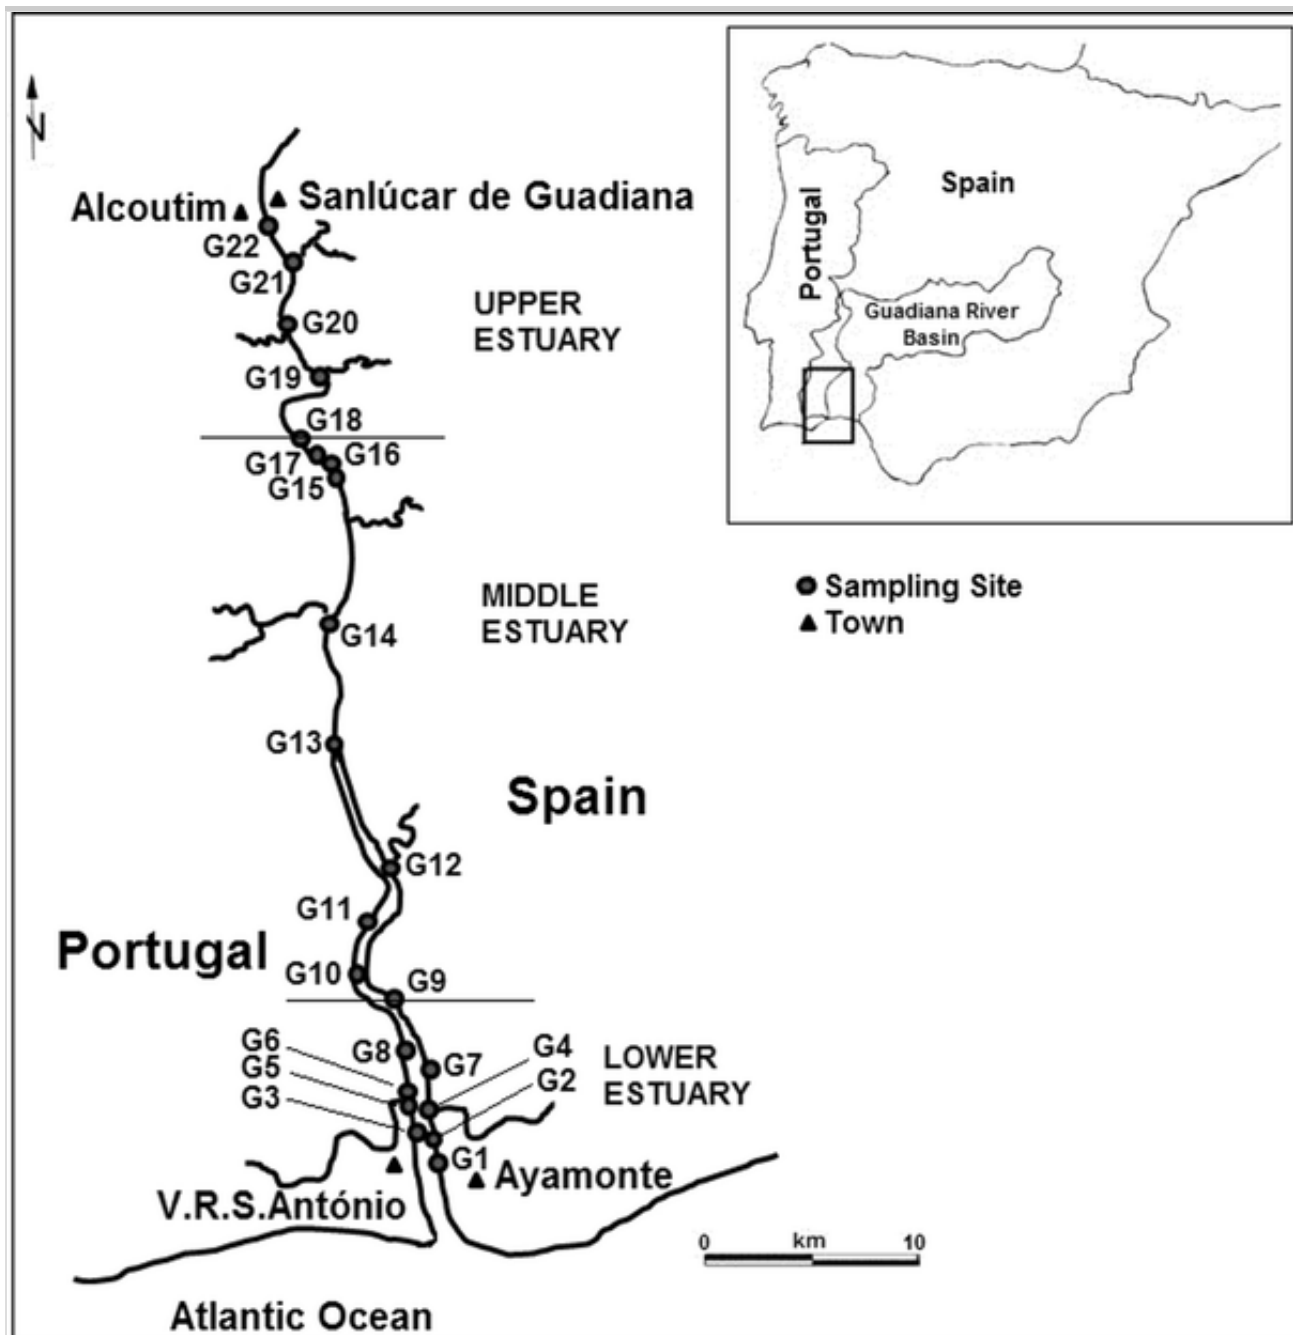 N
Alcoutim
Sanlúcar de Guadiana
G22
G21
G20
G19
UPPER
ESTUARY
G18
G17
G16
G15
MIDDLE
ESTUARY
G14
G13
Spain
G12
G11
Portugal
G10
G9
G6
G8
G4
G5
G7
LOWER
ESTUARY
G3
G2
G1
Ayamonte
V.R.S.António
Atlantic Ocean
Spain
Portugal
Guadiana River
Basin
Sampling Site
Town
0 km 10